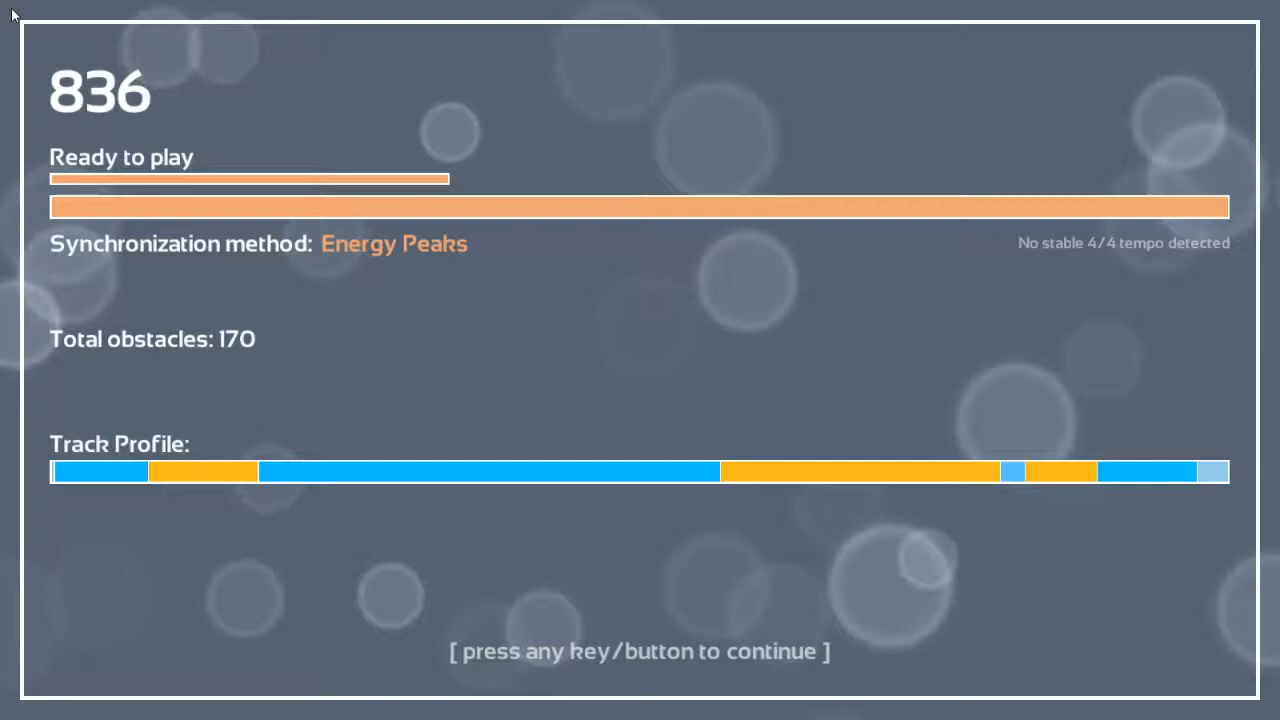 836
Ready to play
Synchronization method: Energy Peaks
No stable 4/4 tempo detected
Total obstacles: 170
Track Profile:
[ press any key/button to continue ]